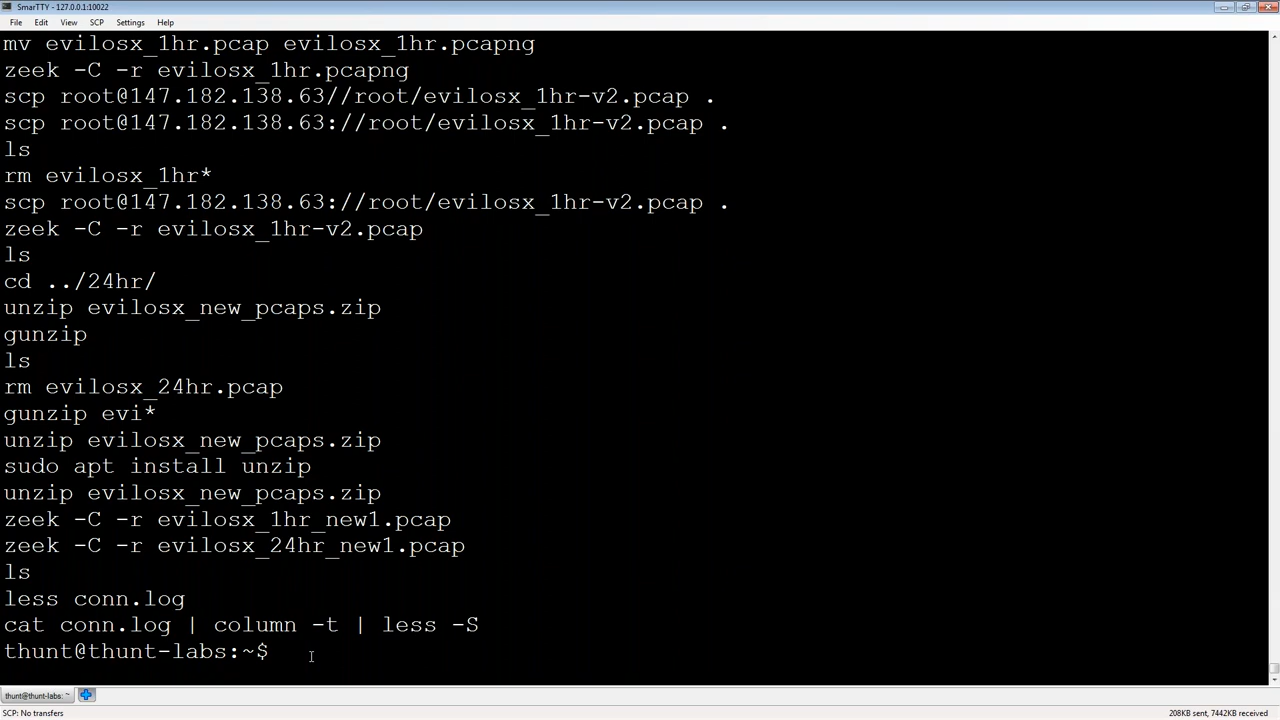 SmarTTY - 127.0.0.1:10022
File Edit View SCP Settings Help
mv evilosx_1hr.pcap evilosx_1hr.pcapng
zeek -C -r evilosx_1hr.pcapng
scp root@147.182.138.63//root/evilosx_1hr-v2.pcap .
scp root@147.182.138.63://root/evilosx_1hr-v2.pcap .
ls
rm evilosx_1hr*
scp root@147.182.138.63://root/evilosx_1hr-v2.pcap .
zeek -C -r evilosx_1hr-v2.pcap
ls
cd ../24hr/
unzip evilosx_new_pcaps.zip
gunzip
ls
rm evilosx_24hr.pcap
gunzip evi*
unzip evilosx_new_pcaps.zip
sudo apt install unzip
unzip evilosx_new_pcaps.zip
zeek -C -r evilosx_1hr_new1.pcap
zeek -C -r evilosx_24hr_new1.pcap
ls
less conn.log
cat conn.log | column -t | less -S
thunt@thunt-labs:~$
thunt@thunt-labs: ~
SCP: No transfers 208KB sent, 7442KB received